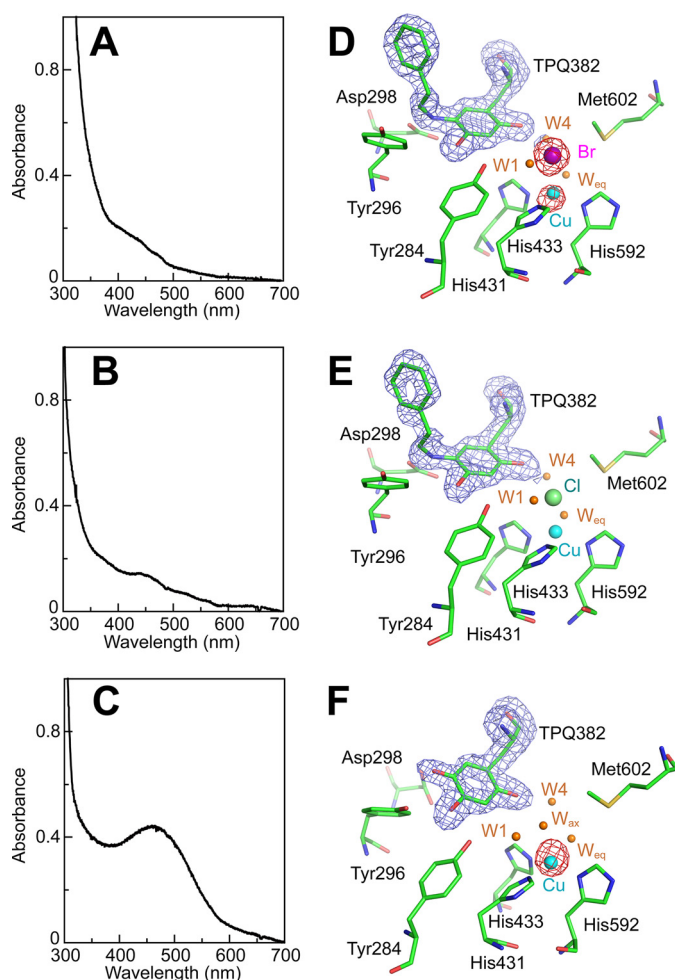 A
0.8
0.4
0
Absorbance
300 400 500 600 700
Wavelength (nm)
D
TPQ382
Asp298
Met602
W4
Br
W1
Weq
Tyr296
Cu
Tyr284
His433
His592
His431
B
0.8
0.4
0
Absorbance
300 400 500 600 700
Wavelength (nm)
E
TPQ382
Asp298
W4
Met602
Cl
W1
Weq
Tyr296
Cu
His433
His592
Tyr284
His431
C
0.8
0.4
0
Absorbance
300 400 500 600 700
Wavelength (nm)
F
TPQ382
Asp298
Met602
W4
Wax
W1
Weq
Tyr296
Cu
His433
His592
Tyr284
His431